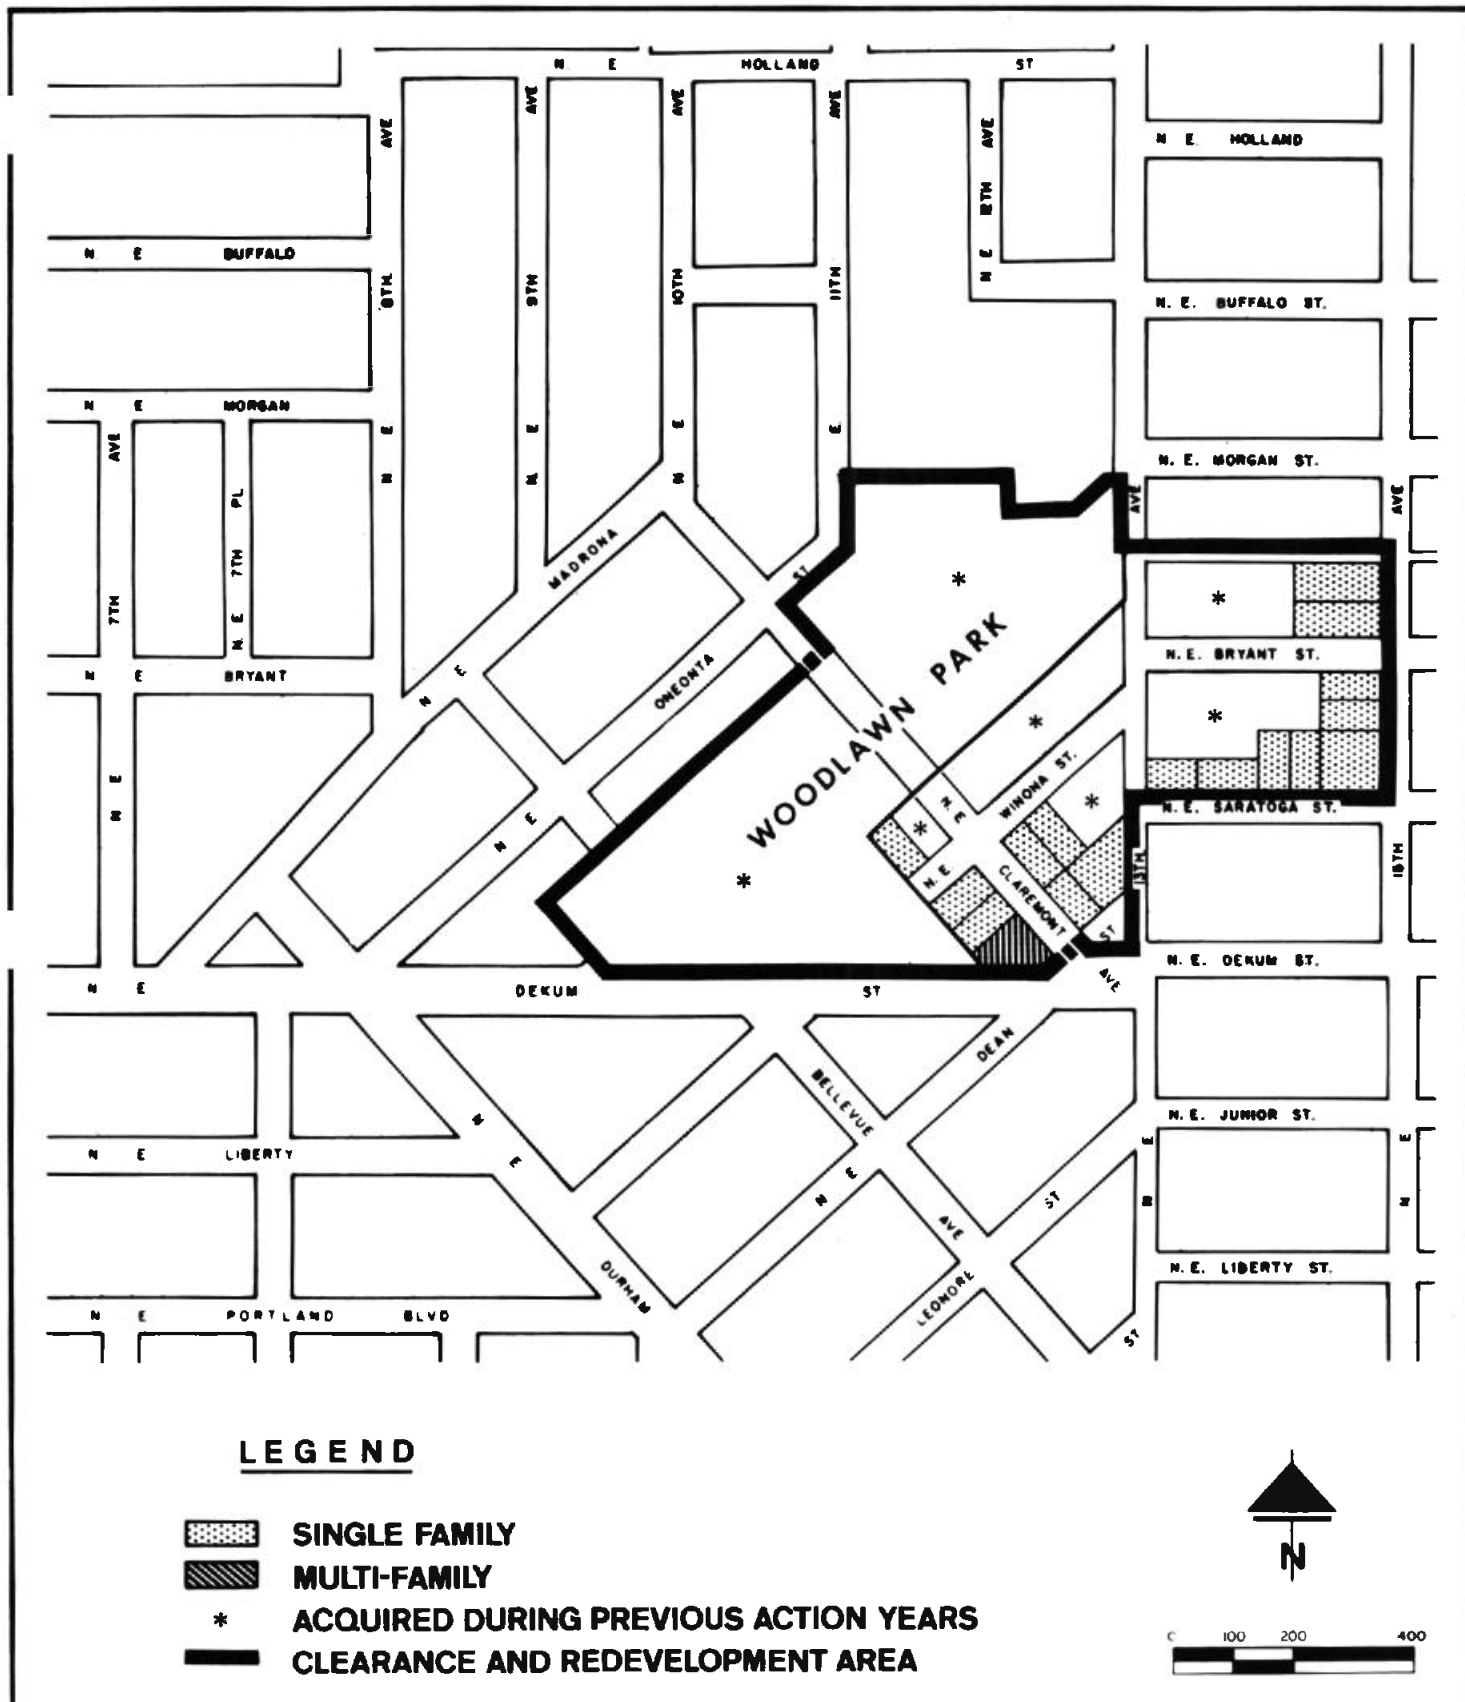 N E HOLLAND ST
AVE
AVE
AVE
AVE
AVE
N E HOLLAND
N E BUFFALO
8TH
9TH
10TH
11TH
N E 12TH
N. E. BUFFALO ST.
N E MORGAN
N E
N E
N E
N E
N. E. MORGAN ST.
AVE
7TH
N E
N E 7TH PL
N E MADRONA ST
AVE
AVE
N E BRYANT
N E ONEONTA
WOODLAWN PARK
*
*
N. E. BRYANT ST.
*
*
*
*
*
N. E. WINONA ST.
N. E. SARATOGA ST.
N. E. CLAREMONT AVE
ST
13TH
15TH
N E DEKUM ST
N. E. DEKUM ST.
N E DURHAM
BELLEVUE AVE
N E DEAN ST
N. E. JUNIOR ST.
N E
N E
N E LIBERTY
LEONORE ST
N. E. LIBERTY ST.
N E PORTLAND BLVD
LEGEND
SINGLE FAMILY
MULTI-FAMILY
* ACQUIRED DURING PREVIOUS ACTION YEARS
CLEARANCE AND REDEVELOPMENT AREA
N
100 200 400